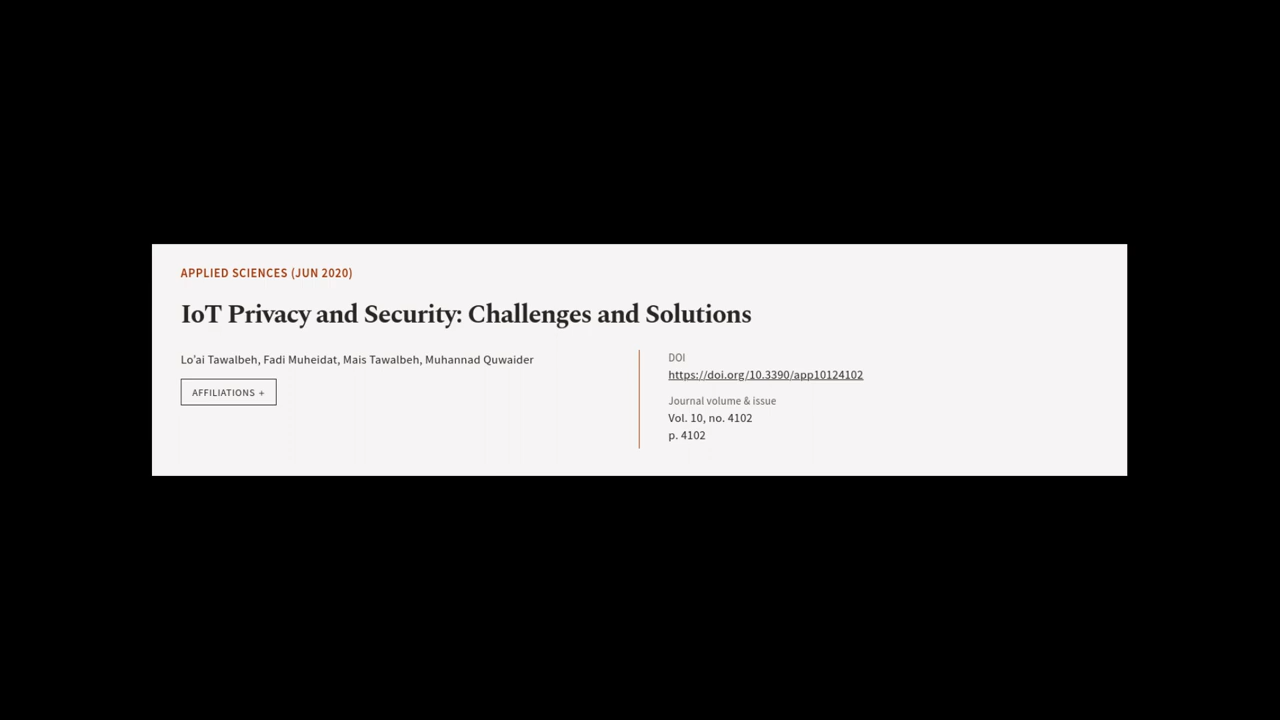 APPLIED SCIENCES (JUN 2020)
IoT Privacy and Security: Challenges and Solutions
Lo'ai Tawalbeh, Fadi Muheidat, Mais Tawalbeh, Muhannad Quwaider
AFFILIATIONS +
DOI
https://doi.org/10.3390/app10124102
Journal volume & issue
Vol. 10, no. 4102
p. 4102